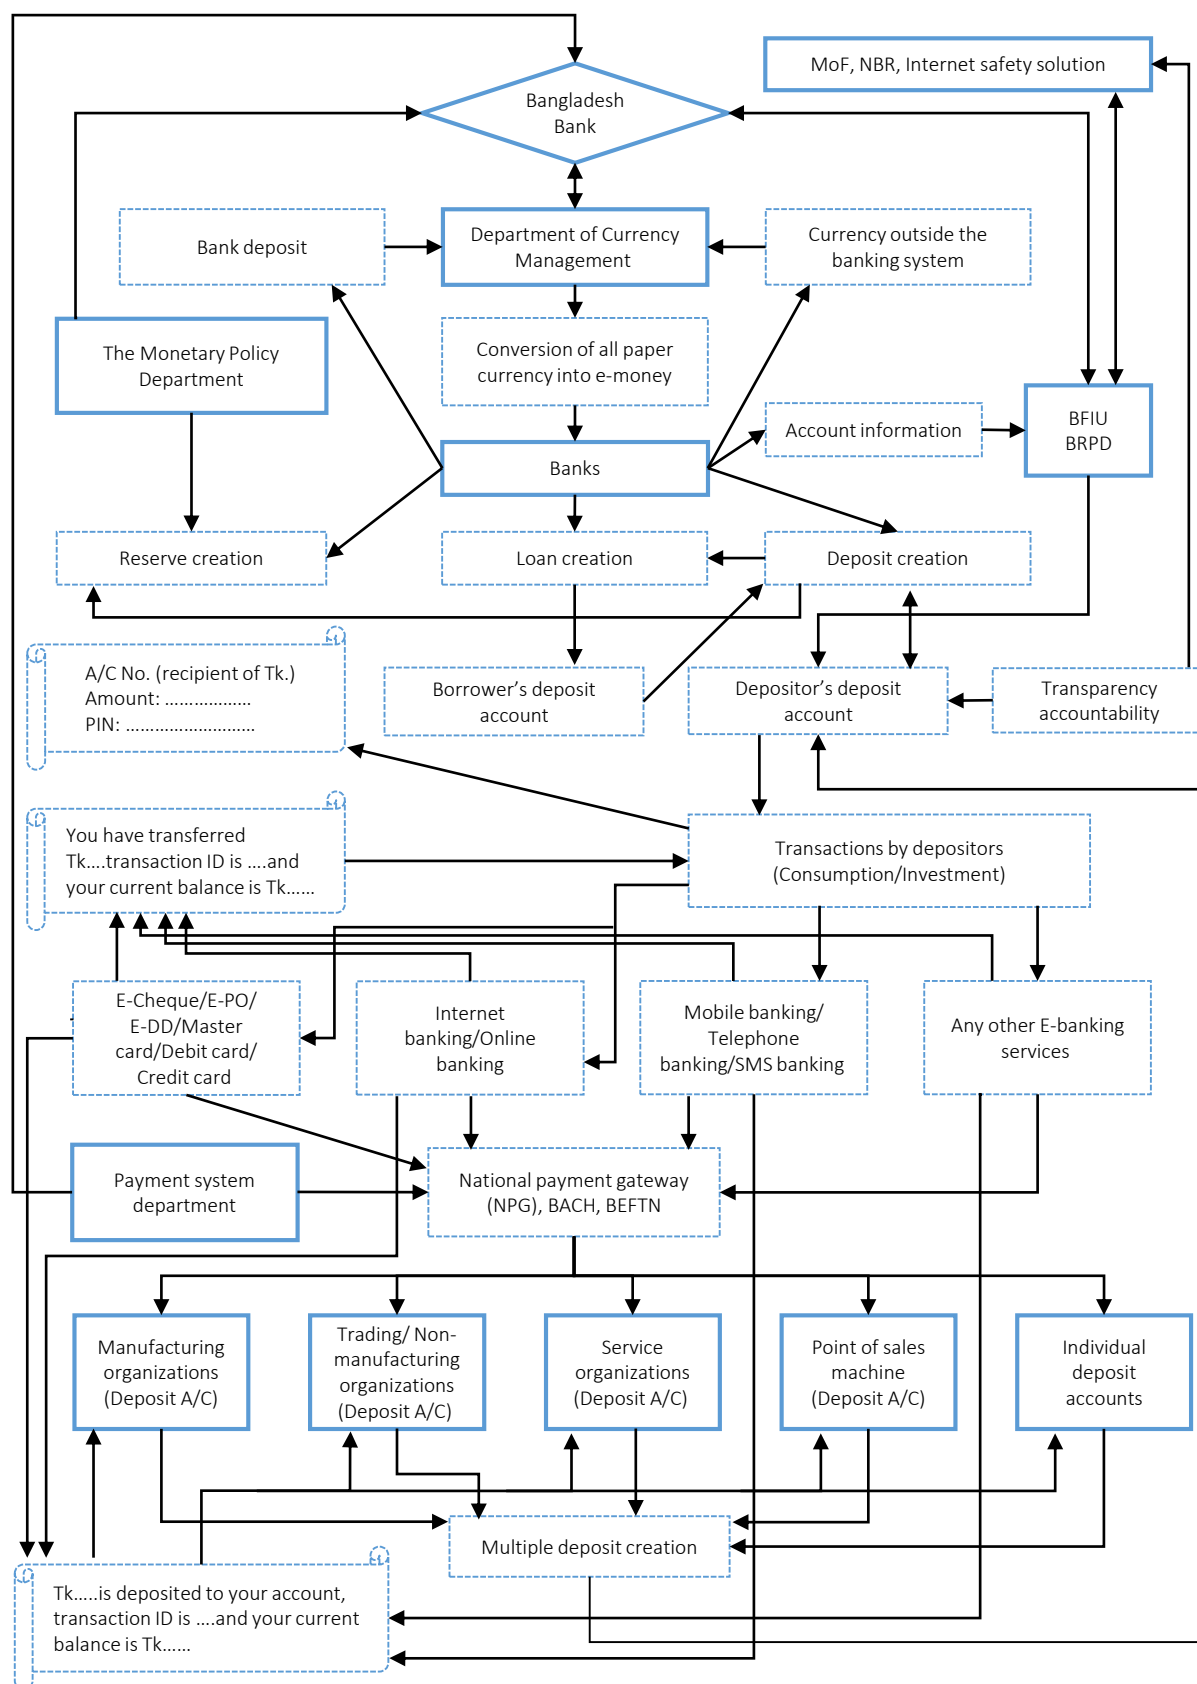 MoF, NBR, Internet safety solution
Bangladesh
Bank
Bank deposit
Department of Currency
Management
Currency outside the
banking system
The Monetary Policy
Department
Conversion of all paper
currency into e-money
Account information
BFIU
BRPD
Banks
Reserve creation
Loan creation
Deposit creation
A/C No. (recipient of Tk.)
Amount: ..................
PIN: ...........................
Borrower's deposit
account
Depositor's deposit
account
Transparency
accountability
You have transferred
Tk....transaction ID is ....and
your current balance is Tk......
Transactions by depositors
(Consumption/Investment)
E-Cheque/E-PO/
E-DD/Master
card/Debit card/
Credit card
Internet
banking/Online
banking
Mobile banking/
Telephone
banking/SMS banking
Any other E-banking
services
Payment system
department
National payment gateway
(NPG), BACH, BEFTN
Manufacturing
organizations
(Deposit A/C)
Trading/ Non-
manufacturing
organizations
(Deposit A/C)
Service
organizations
(Deposit A/C)
Point of sales
machine
(Deposit A/C)
Individual
deposit
accounts
Multiple deposit creation
Tk.....is deposited to your account,
transaction ID is ....and your current
balance is Tk......